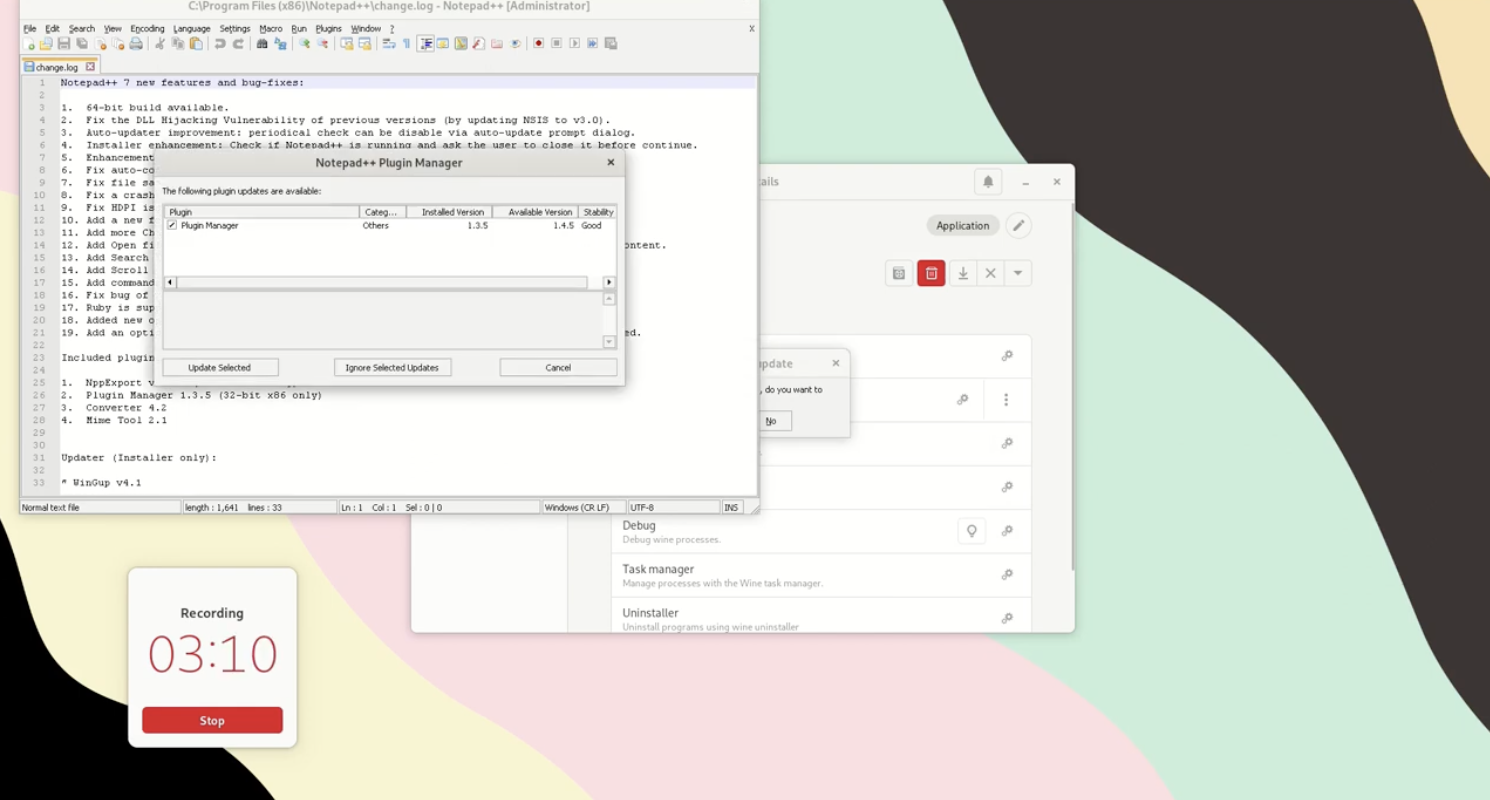 C:\Program Files (x86)\Notepad++\change.log - Notepad++ [Administrator]
File Edit Search View Encoding Language Settings Macro Run Plugins Window ? X
change.log
1 Notepad++ 7 new features and bug-fixes:
2
3 1. 64-bit build available.
4 2. Fix the DLL Hijacking Vulnerability of previous versions (by updating NSIS to v3.0).
5 3. Auto-updater improvement: periodical check can be disable via auto-update prompt dialog.
6 4. Installer enhancement: Check if Notepad++ is running and ask the user to close it before continue.
7 5. Enhancement
8 6. Fix auto-co
9 7. Fix file sa
10 8. Fix a crash
11 9. Fix HDPI is
12 10. Add a new f
13 11. Add more Ch
14 12. Add Open fi ontent.
15 13. Add Search
16 14. Add Scroll
17 15. Add command
18 16. Fix bug of
19 17. Ruby is sup
20 18. Added new o
21 19. Add an opti ed.
22
23 Included plugin
24
25 1. NppExport v
26 2. Plugin Manager 1.3.5 (32-bit x86 only)
27 3. Converter 4.2
28 4. Mime Tool 2.1
29
30
31 Updater (Installer only):
32
33 * WinGup v4.1
Normal text file length : 1,641 lines : 33 Ln : 1 Col : 1 Sel : 0 | 0 Windows (CR LF) UTF-8 INS
Notepad++ Plugin Manager
The following plugin updates are available:
Plugin Categ... Installed Version Available Version Stability
Plugin Manager Others 1.3.5 1.4.5 Good
Update Selected Ignore Selected Updates Cancel
ails
Application
update
, do you want to
No
Debug
Debug wine processes.
Task manager
Manage processes with the Wine task manager.
Uninstaller
Uninstall programs using wine uninstaller
Recording
03:10
Stop